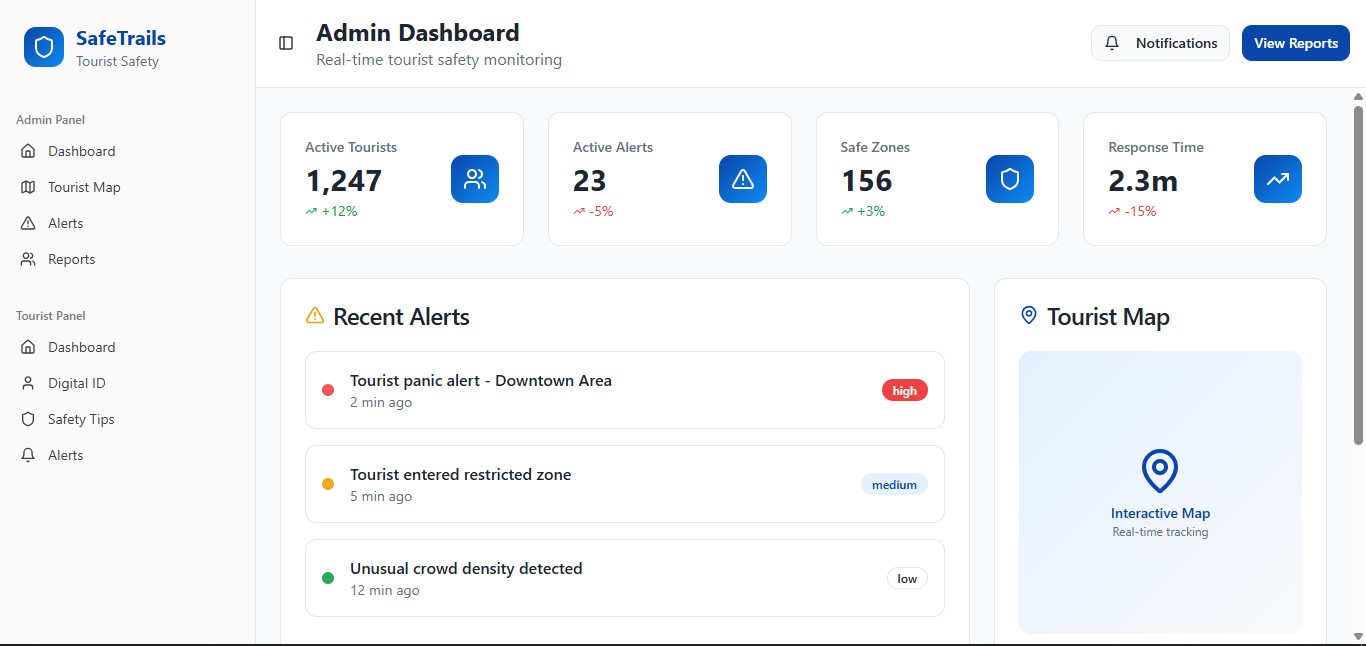 SafeTrails
Tourist Safety
Admin Panel
Dashboard
Tourist Map
Alerts
Reports
Tourist Panel
Dashboard
Digital ID
Safety Tips
Alerts
Admin Dashboard
Real-time tourist safety monitoring
Notifications
View Reports
Active Tourists
1,247
+12%
Active Alerts
23
-5%
Safe Zones
156
+3%
Response Time
2.3m
-15%
Recent Alerts
Tourist panic alert - Downtown Area
2 min ago
high
Tourist entered restricted zone
5 min ago
medium
Unusual crowd density detected
12 min ago
low
Tourist Map
Interactive Map
Real-time tracking